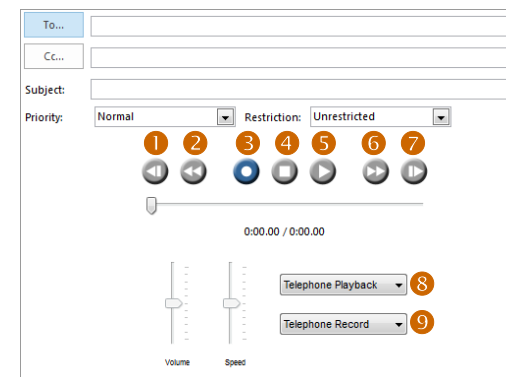 To...
Cc...
Subject:
Priority: Normal Restriction: Unrestricted
1 2 3 4 5 6 7
0:00.00 / 0:00.00
Telephone Playback 8
Telephone Record 9
Volume Speed